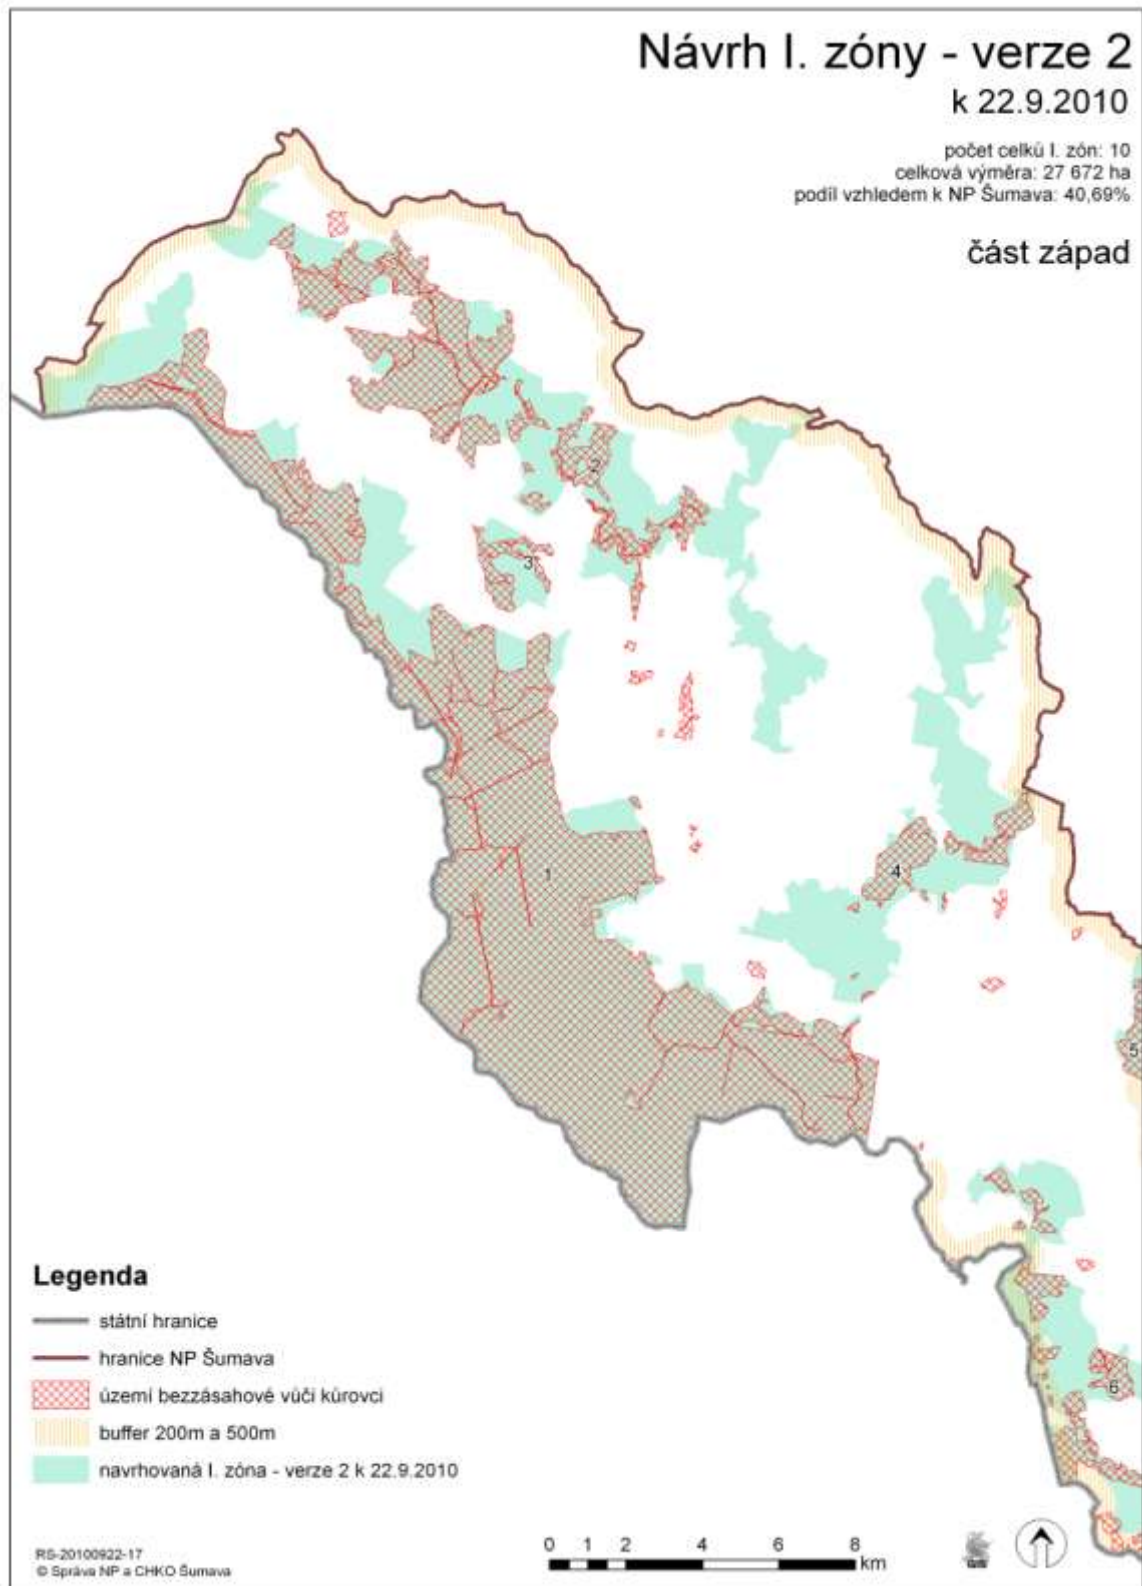 Návrh I. zóny - verze 2
k 22.9.2010
počet celků I. zón: 10
celková výměra: 27 672 ha
podíl vzhledem k NP Šumava: 40,69%
část západ
2
3
1
4
5
6
Legenda
státní hranice
hranice NP Šumava
území bezzásahové vůči kůrovci
buffer 200m a 500m
navrhovaná I. zóna - verze 2 k 22.9.2010
RS-20100922-17
© Správa NP a CHKO Šumava
0 1 2 4 6 8
km